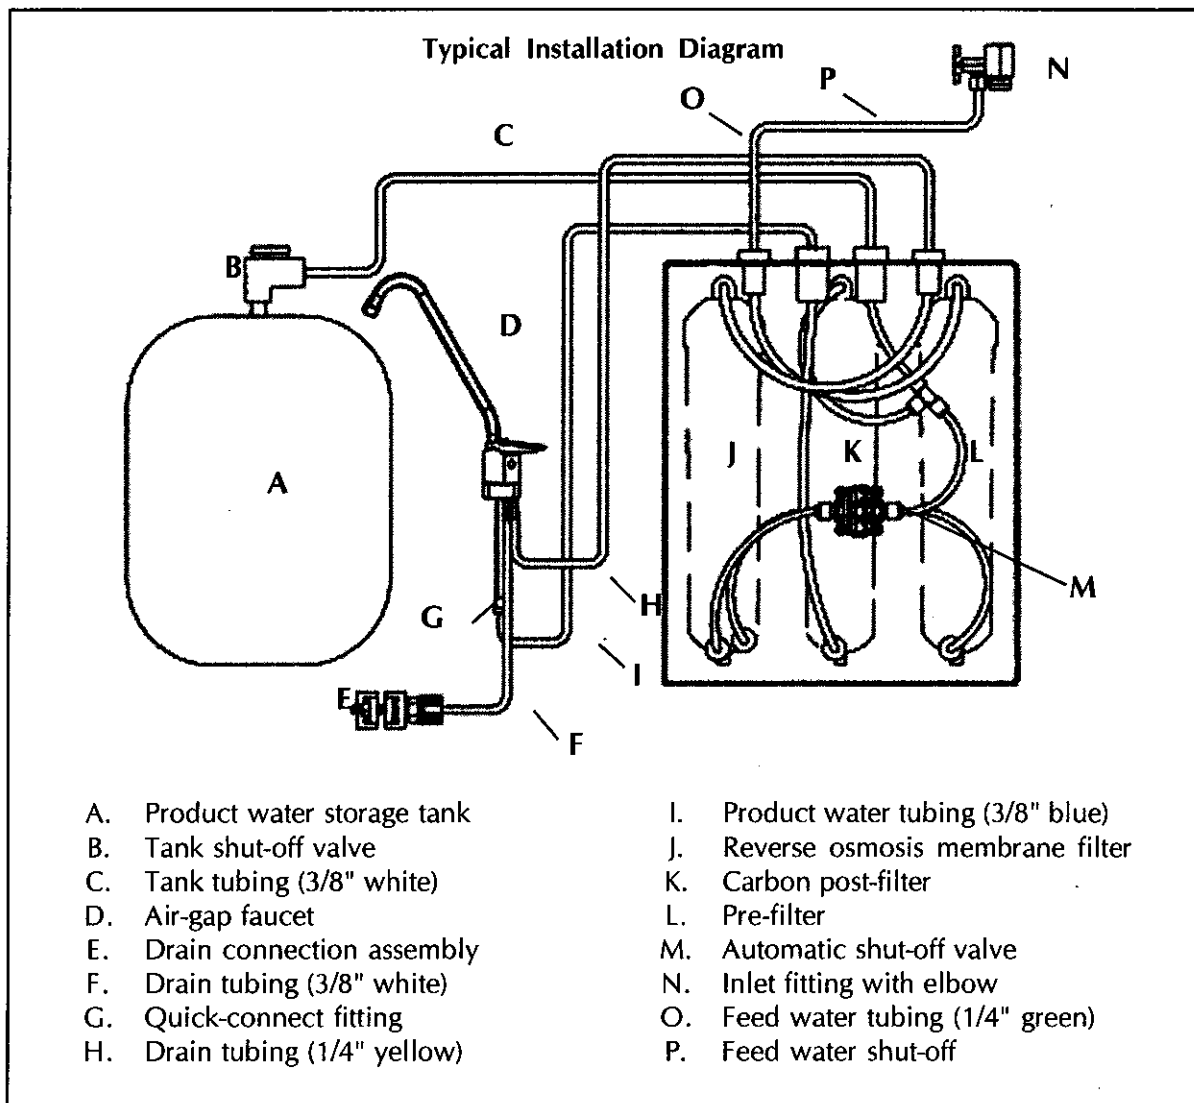 Typical Installation Diagram
N
P
O
C
B
D
A
J
K
L
G
H
M
I
E
F
A. Product water storage tank
B. Tank shut-off valve
C. Tank tubing (3/8" white)
D. Air-gap faucet
E. Drain connection assembly
F. Drain tubing (3/8" white)
G. Quick-connect fitting
H. Drain tubing (1/4" yellow)
I. Product water tubing (3/8" blue)
J. Reverse osmosis membrane filter
K. Carbon post-filter
L. Pre-filter
M. Automatic shut-off valve
N. Inlet fitting with elbow
O. Feed water tubing (1/4" green)
P. Feed water shut-off